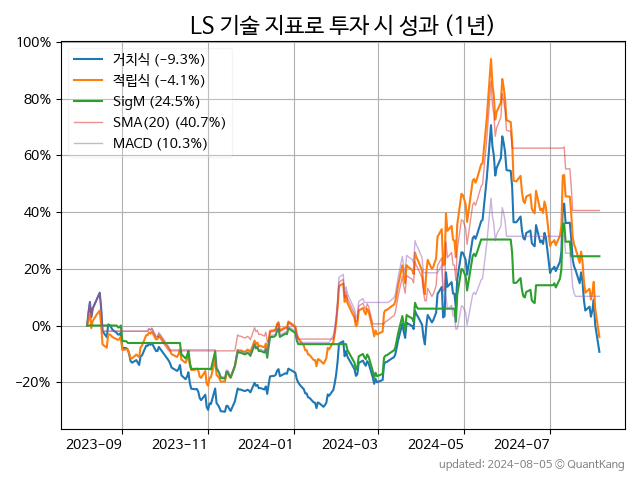 LS 기술 지표로 투자 시 성과 (1년)
100%
80%
60%
40%
20%
0%
−20%
거치식 (−9.3%)
적립식 (−4.1%)
SigM (24.5%)
SMA(20) (40.7%)
MACD (10.3%)
2023-09 2023-11 2024-01 2024-03 2024-05 2024-07
updated: 2024-08-05 © QuantKang